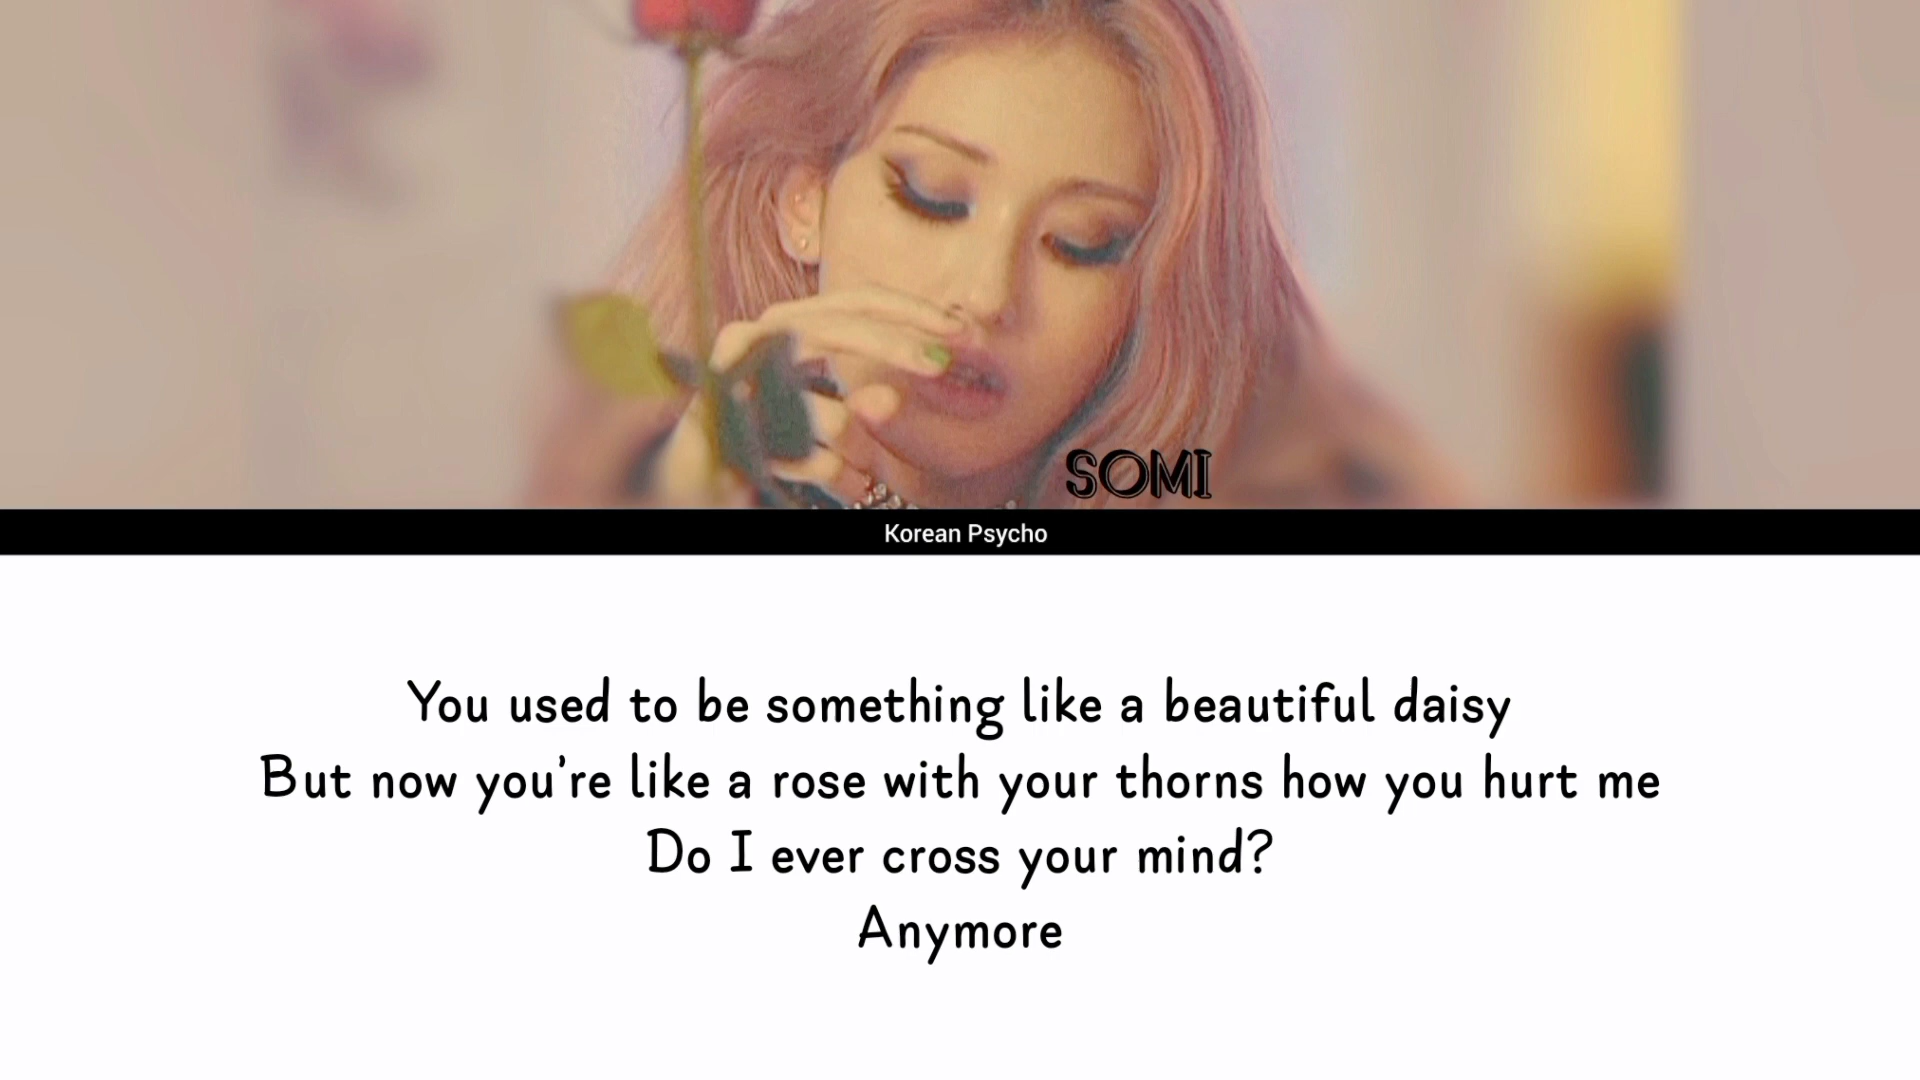 SOMI
Korean Psycho
You used to be something like a beautiful daisy
But now you're like a rose with your thorns how you hurt me
Do I ever cross your mind?
Anymore